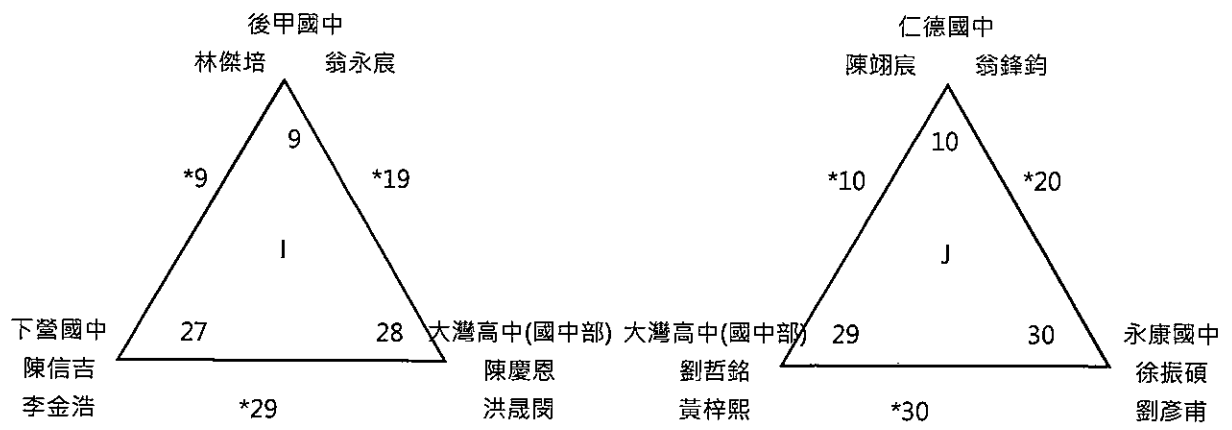 後甲國中
林傑培 翁永宸
9
*9 *19
I
下營國中 27 28 大灣高中(國中部)
陳信吉 陳慶恩
李金浩 *29 洪晟閔
仁德國中
陳翊宸 翁鋒鈞
10
*10 *20
J
大灣高中(國中部) 29 30 永康國中
劉哲銘 徐振碩
黃梓熙 *30 劉彥甫